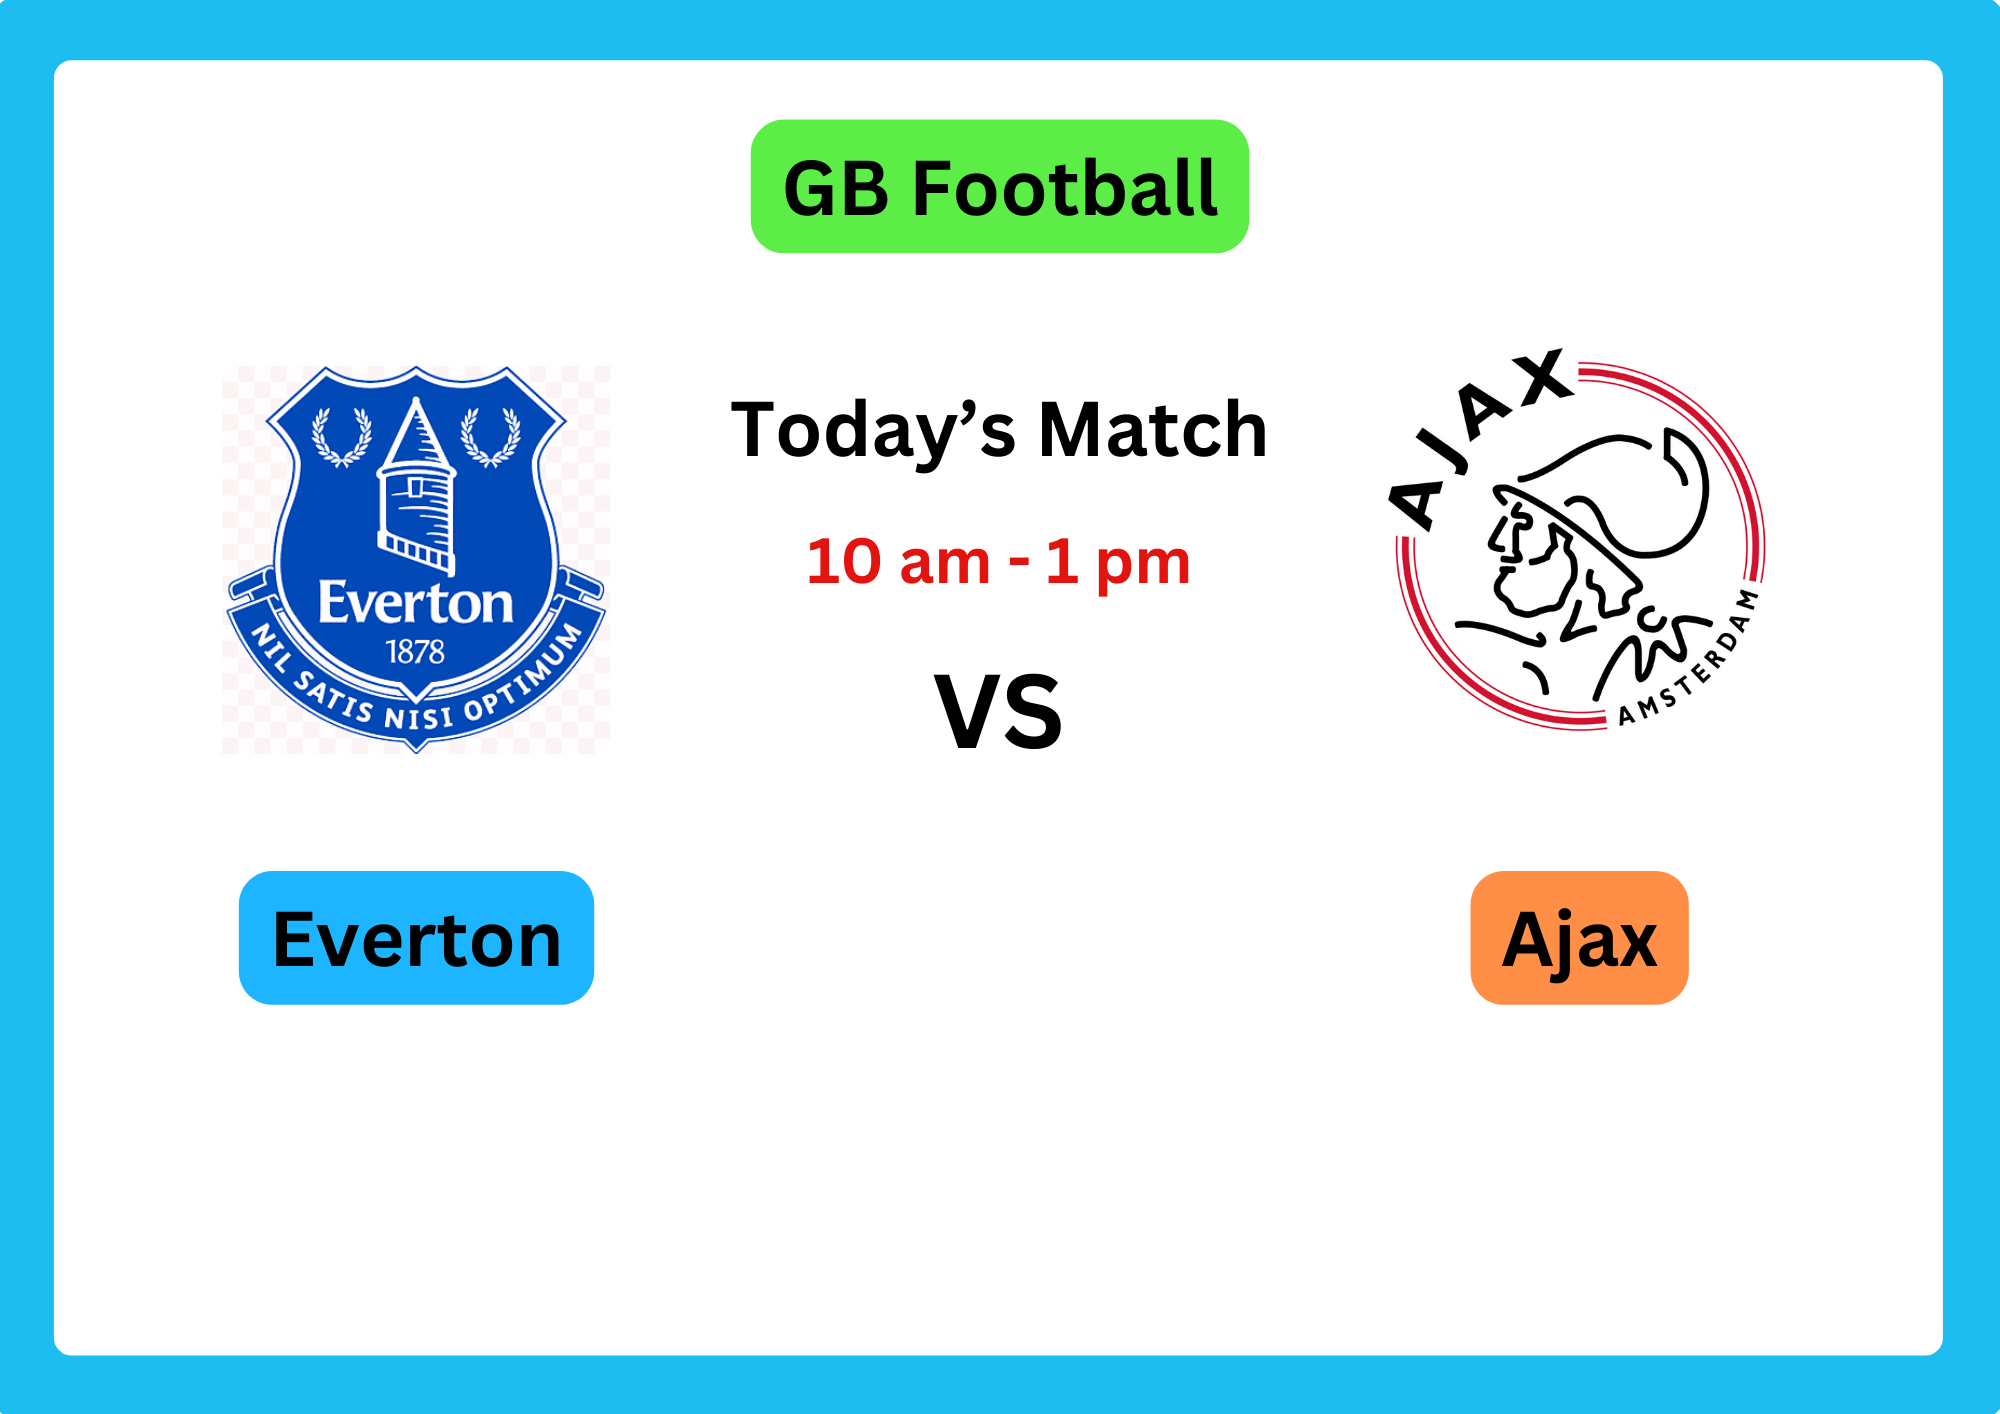 GB Football
Today’s Match
10 am - 1 pm
VS
Everton
1878
NIL SATIS NISI OPTIMUM
AJAX
AMSTERDAM
Everton
Ajax